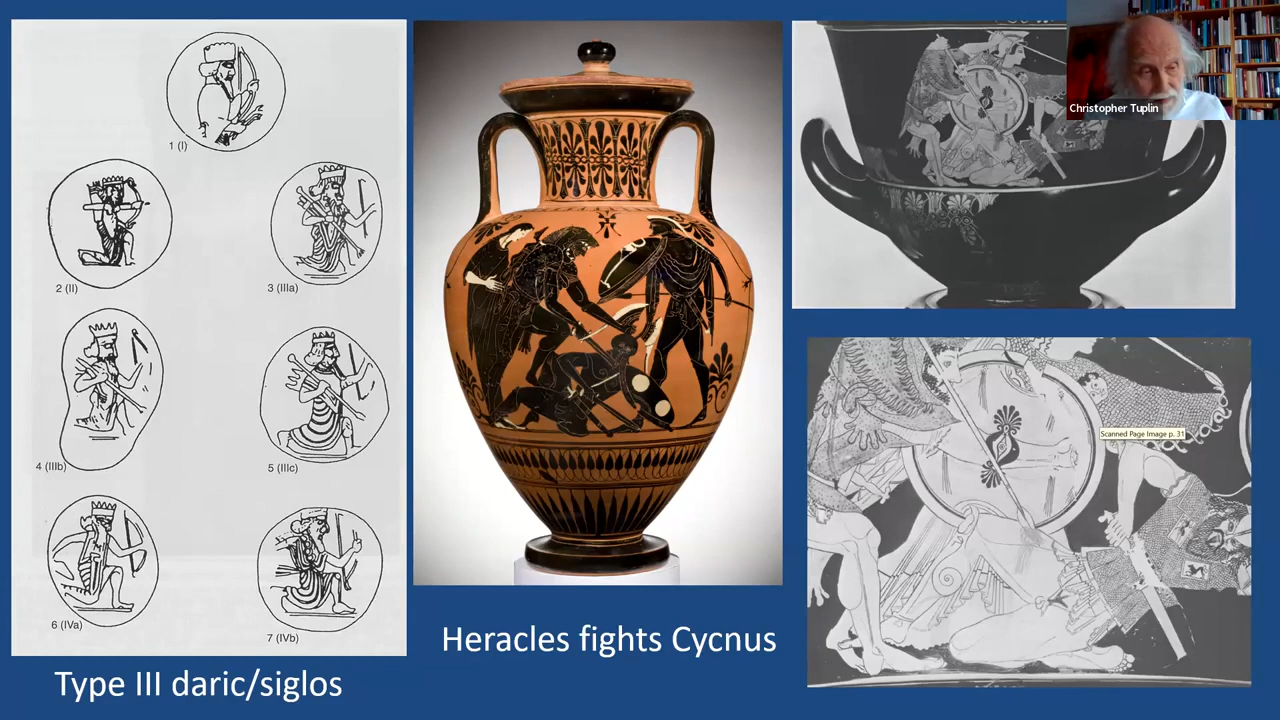 1 (I)
2 (II)
3 (IIIa)
4 (IIIb)
5 (IIIc)
6 (IVa)
7 (IVb)
Type III daric/siglos
Heracles fights Cycnus
Christopher Tuplin
Scanned Page Image p. 31